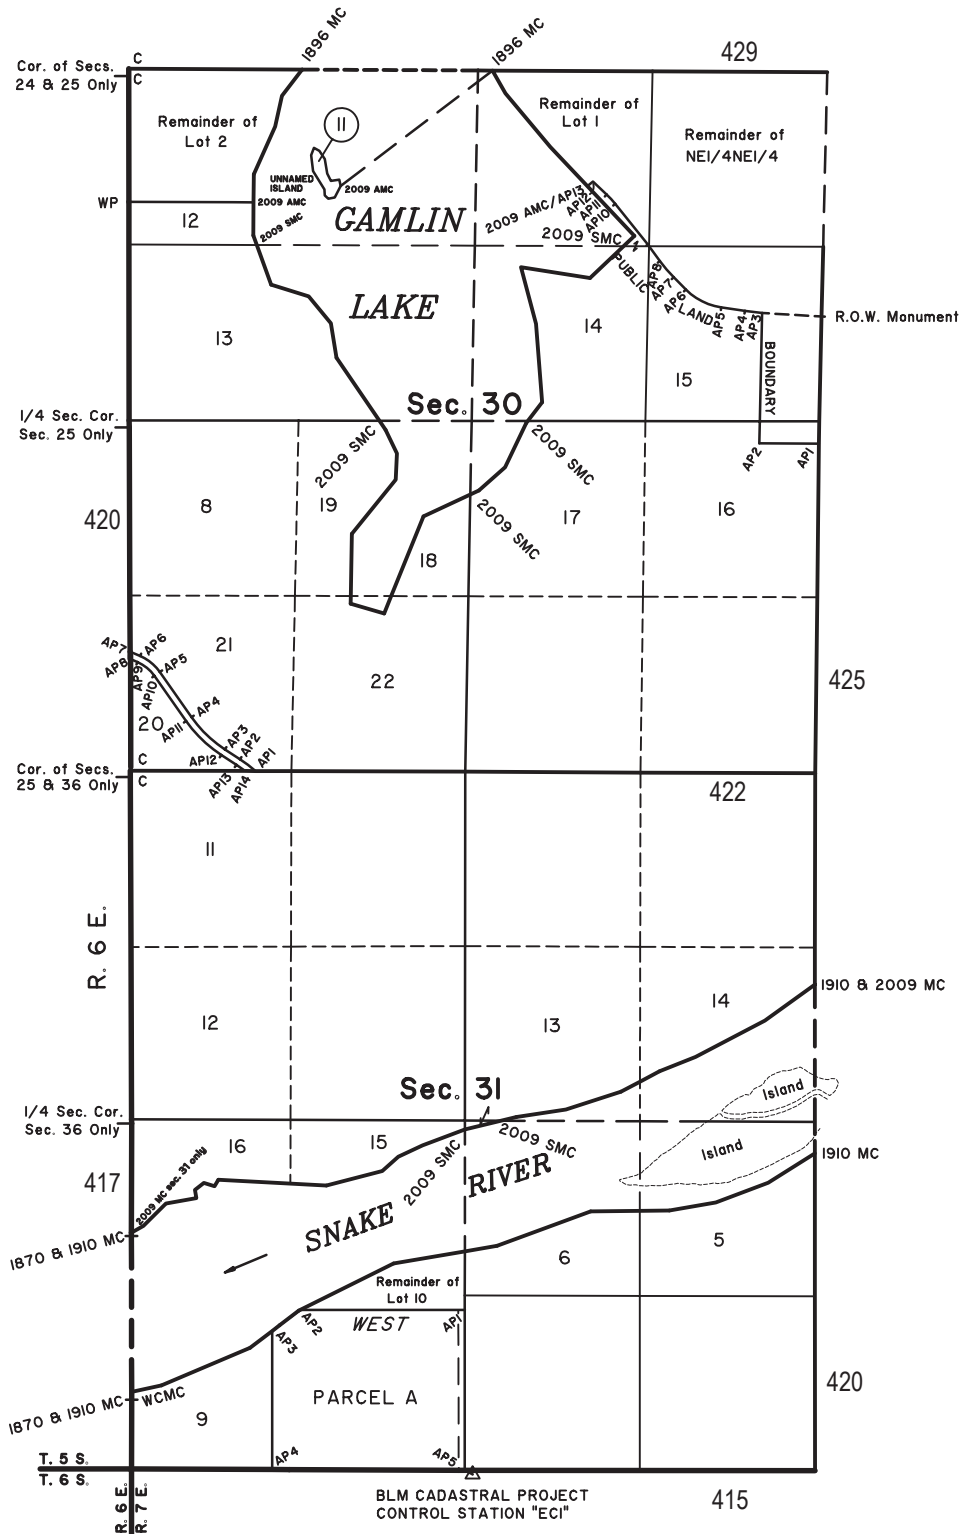 1896 MC
1896 MC
429
Cor. of Secs.
24 & 25 Only
C
C
Remainder of
Lot 2
11
Remainder of
Lot 1
Remainder of
NE1/4NE1/4
UNNAMED
ISLAND
2009 AMC
WP
2009 AMC
12
2009 SMC
GAMLIN
2009 AMC/AP13
AP12
AP11
AP10
2009 SMC
PUBLIC
LAND
AP8
AP7
AP6
AP5
AP4
AP3
R.O.W. Monument
LAKE
13
14
15
BOUNDARY
Sec. 30
1/4 Sec. Cor.
Sec. 25 Only
2009 SMC
2009 SMC
AP2
AP1
420
8
19
2009 SMC
17
16
18
AP7
AP6
AP8
AP5
AP9
AP10
21
22
425
AP4
20
AP11
AP3
AP2
AP1
AP12
AP13
AP14
C
C
Cor. of Secs.
25 & 36 Only
422
11
R. 6 E.
14
1910 & 2009 MC
12
13
Sec. 31
Island
1/4 Sec. Cor.
Sec. 36 Only
16
15
2009 SMC
2009 SMC
Island
1910 MC
417
2009 MC sec. 31 only
SNAKE
RIVER
1870 & 1910 MC
6
5
Remainder of
Lot 10
WEST
AP1
AP2
AP3
420
1870 & 1910 MC
WCMC
9
PARCEL A
AP4
AP5
T. 5 S.
T. 6 S.
R. 6 E.
R. 7 E.
BLM CADASTRAL PROJECT
CONTROL STATION "EC1"
415